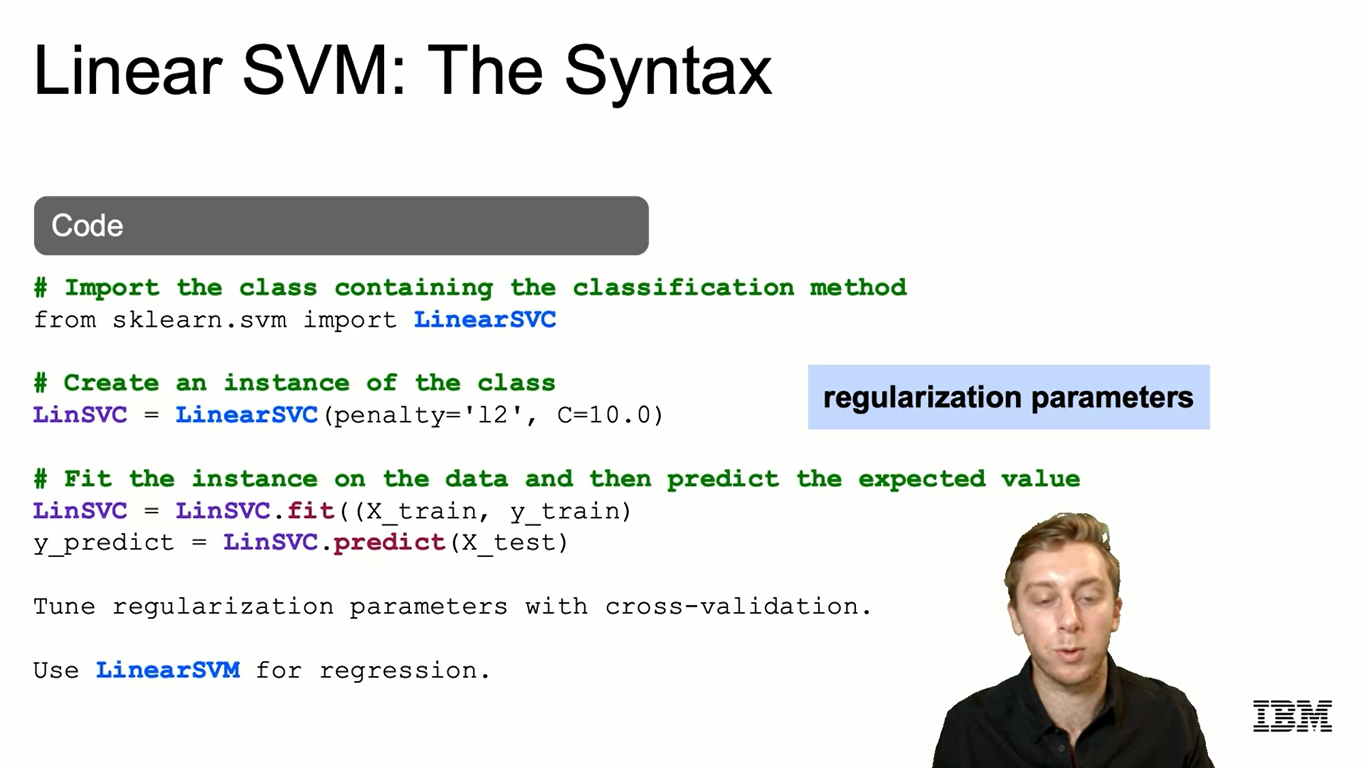 Linear SVM: The Syntax
Code
# Import the class containing the classification method
from sklearn.svm import LinearSVC
# Create an instance of the class
LinSVC = LinearSVC(penalty='l2', C=10.0)
regularization parameters
# Fit the instance on the data and then predict the expected value
LinSVC = LinSVC.fit((X_train, y_train)
y_predict = LinSVC.predict(X_test)
Tune regularization parameters with cross-validation.
Use LinearSVM for regression.
IBM